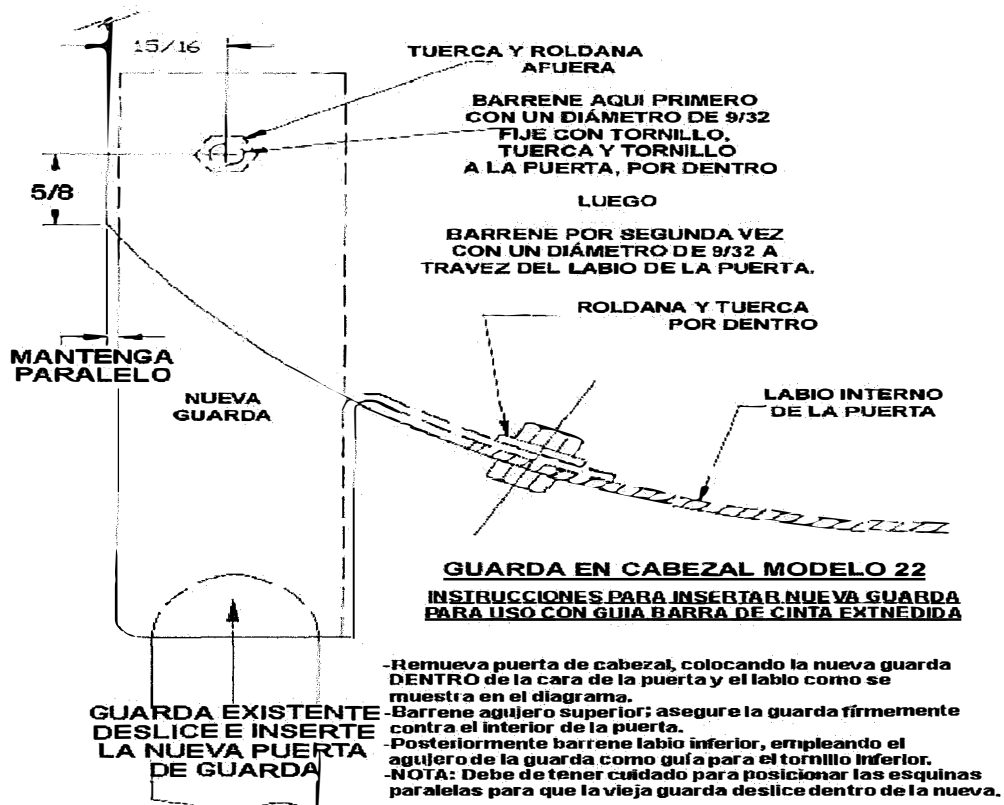 15/16
TUERCA Y ROLDANA
AFUERA
BARRENE AQUI PRIMERO
CON UN DIÁMETRO DE 9/32
FIJE CON TORNILLO.
TUERCA Y TORNILLO
A LA PUERTA, POR DENTRO
5/8
LUEGO
BARRENE POR SEGUNDA VEZ
CON UN DIÁMETRO DE 9/32 A
TRAVEZ DEL LABIO DE LA PUERTA.
ROLDANA Y TUERCA
POR DENTRO
MANTENGA
PARALELO
NUEVA
GUARDA
LABIO INTERNO
DE LA PUERTA
GUARDA EN CABEZAL MODELO 22
INSTRUCCIONES PARA INSERTAR NUEVA GUARDA
PARA USO CON GUIA BARRA DE CINTA EXTNEDIDA
-Remueva puerta de cabezal, colocando la nueva guarda
DENTRO de la cara de la puerta y el labio como se
muestra en el diagrama.
-Barrene agujero superior; asegure la guarda firmemente
contra el interior de la puerta.
-Posteriormente barrene labio inferior, empleando el
agujero de la guarda como guía para el tornillo inferior.
-NOTA: Debe de tener cuidado para posicionar las esquinas
paralelas para que la vieja guarda deslice dentro de la nueva.
GUARDA EXISTENTE
DESLICE E INSERTE
LA NUEVA PUERTA
DE GUARDA